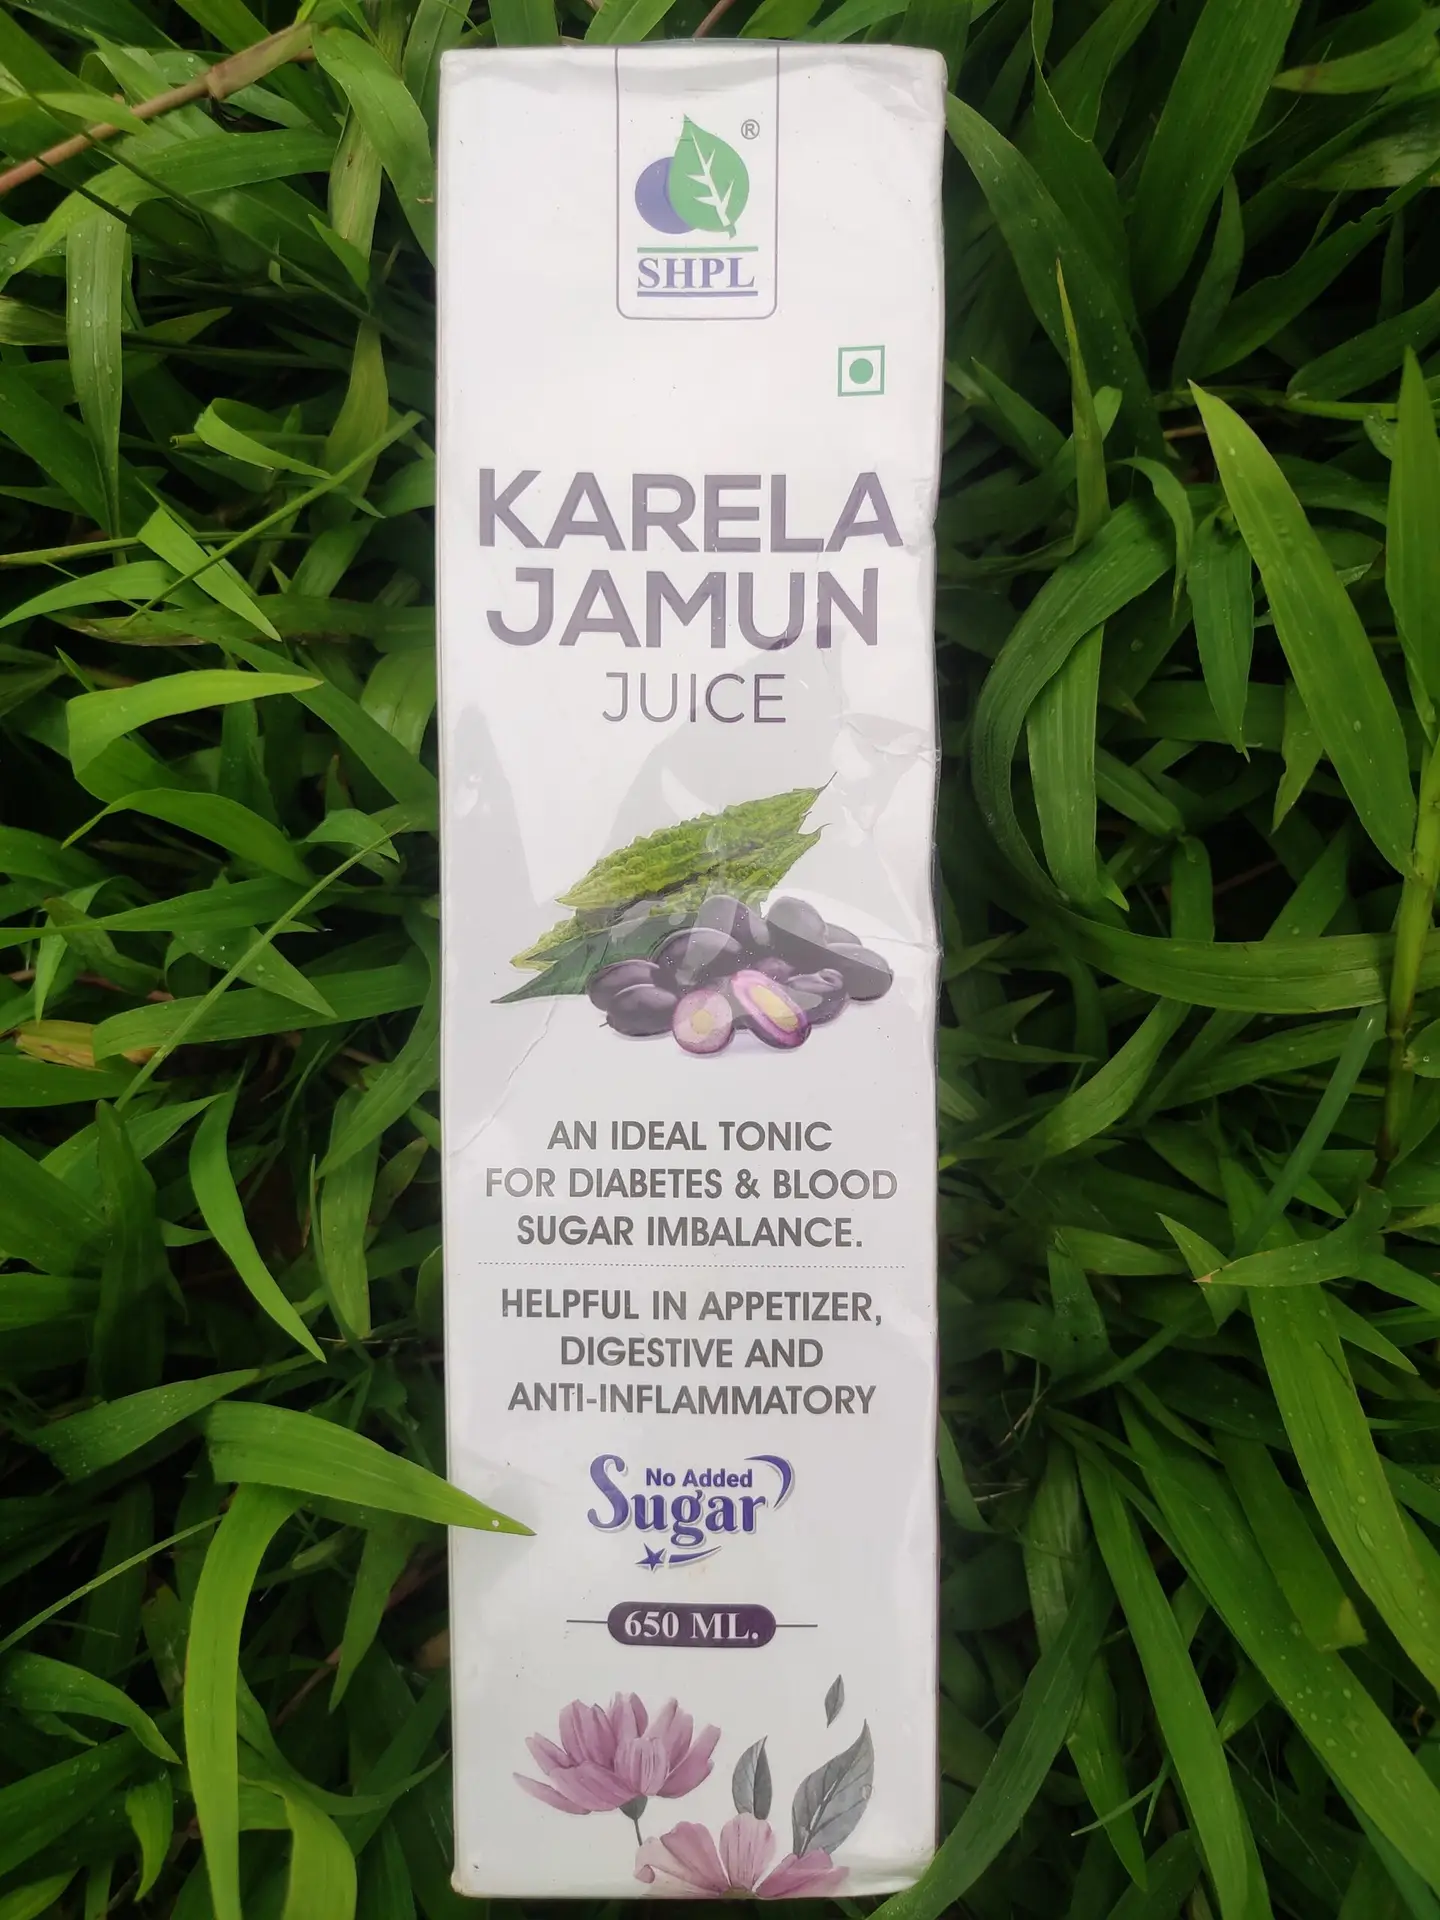 ®
SHPL
KARELA
JAMUN
JUICE
AN IDEAL TONIC
FOR DIABETES & BLOOD
SUGAR IMBALANCE.
HELPFUL IN APPETIZER,
DIGESTIVE AND
ANTI-INFLAMMATORY
No Added
Sugar
650 ML.